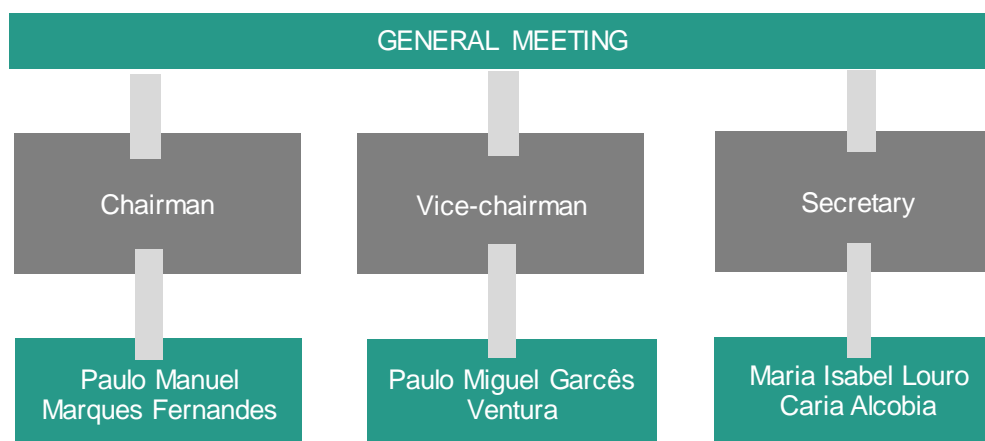 GENERAL MEETING
Chairman
Vice-chairman
Secretary
Paulo Manuel
Marques Fernandes
Paulo Miguel Garcês
Ventura
Maria Isabel Louro
Caria Alcobia